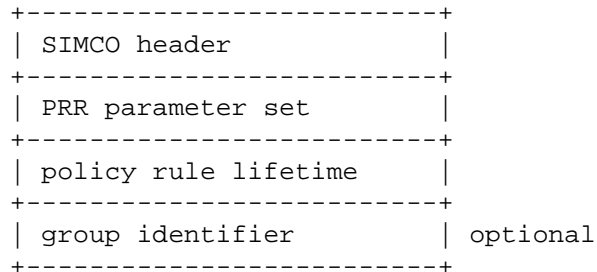 +--------------------------+
| SIMCO header             |
+--------------------------+
| PRR parameter set        |
+--------------------------+
| policy rule lifetime     |
+--------------------------+
| group identifier         | optional
+--------------------------+